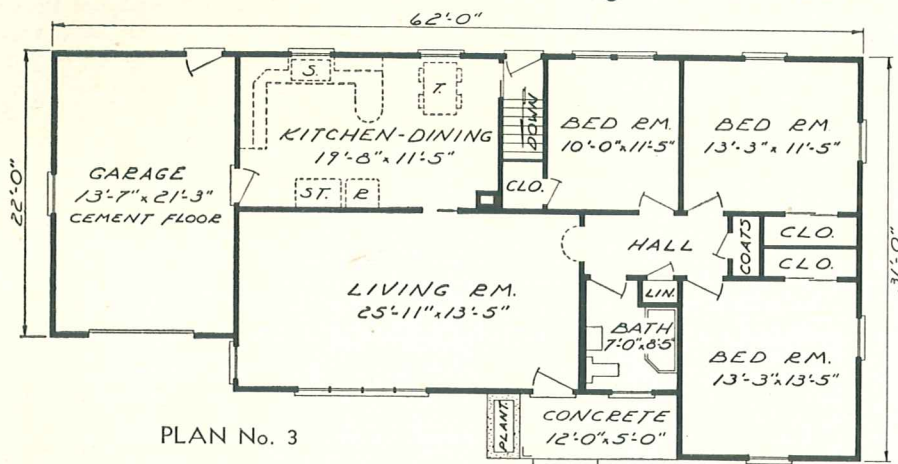 62'-0"
22'-0"
31'-0"
GARAGE
13'-7" x 21'-3"
CEMENT FLOOR
S.
T.
KITCHEN-DINING
19'-8" x 11'-5"
ST.
R
DOWN
CLO.
BED RM.
10'-0" x 11'-5"
BED RM.
13'-3" x 11'-5"
HALL
COATS
CLO.
CLO.
LIVING RM.
25'-11" x 13'-5"
LIN.
BATH
7'-0" x 8'-5"
BED RM.
13'-3" x 13'-5"
PLANT.
CONCRETE
12'-0" x 5'-0"
PLAN No. 3